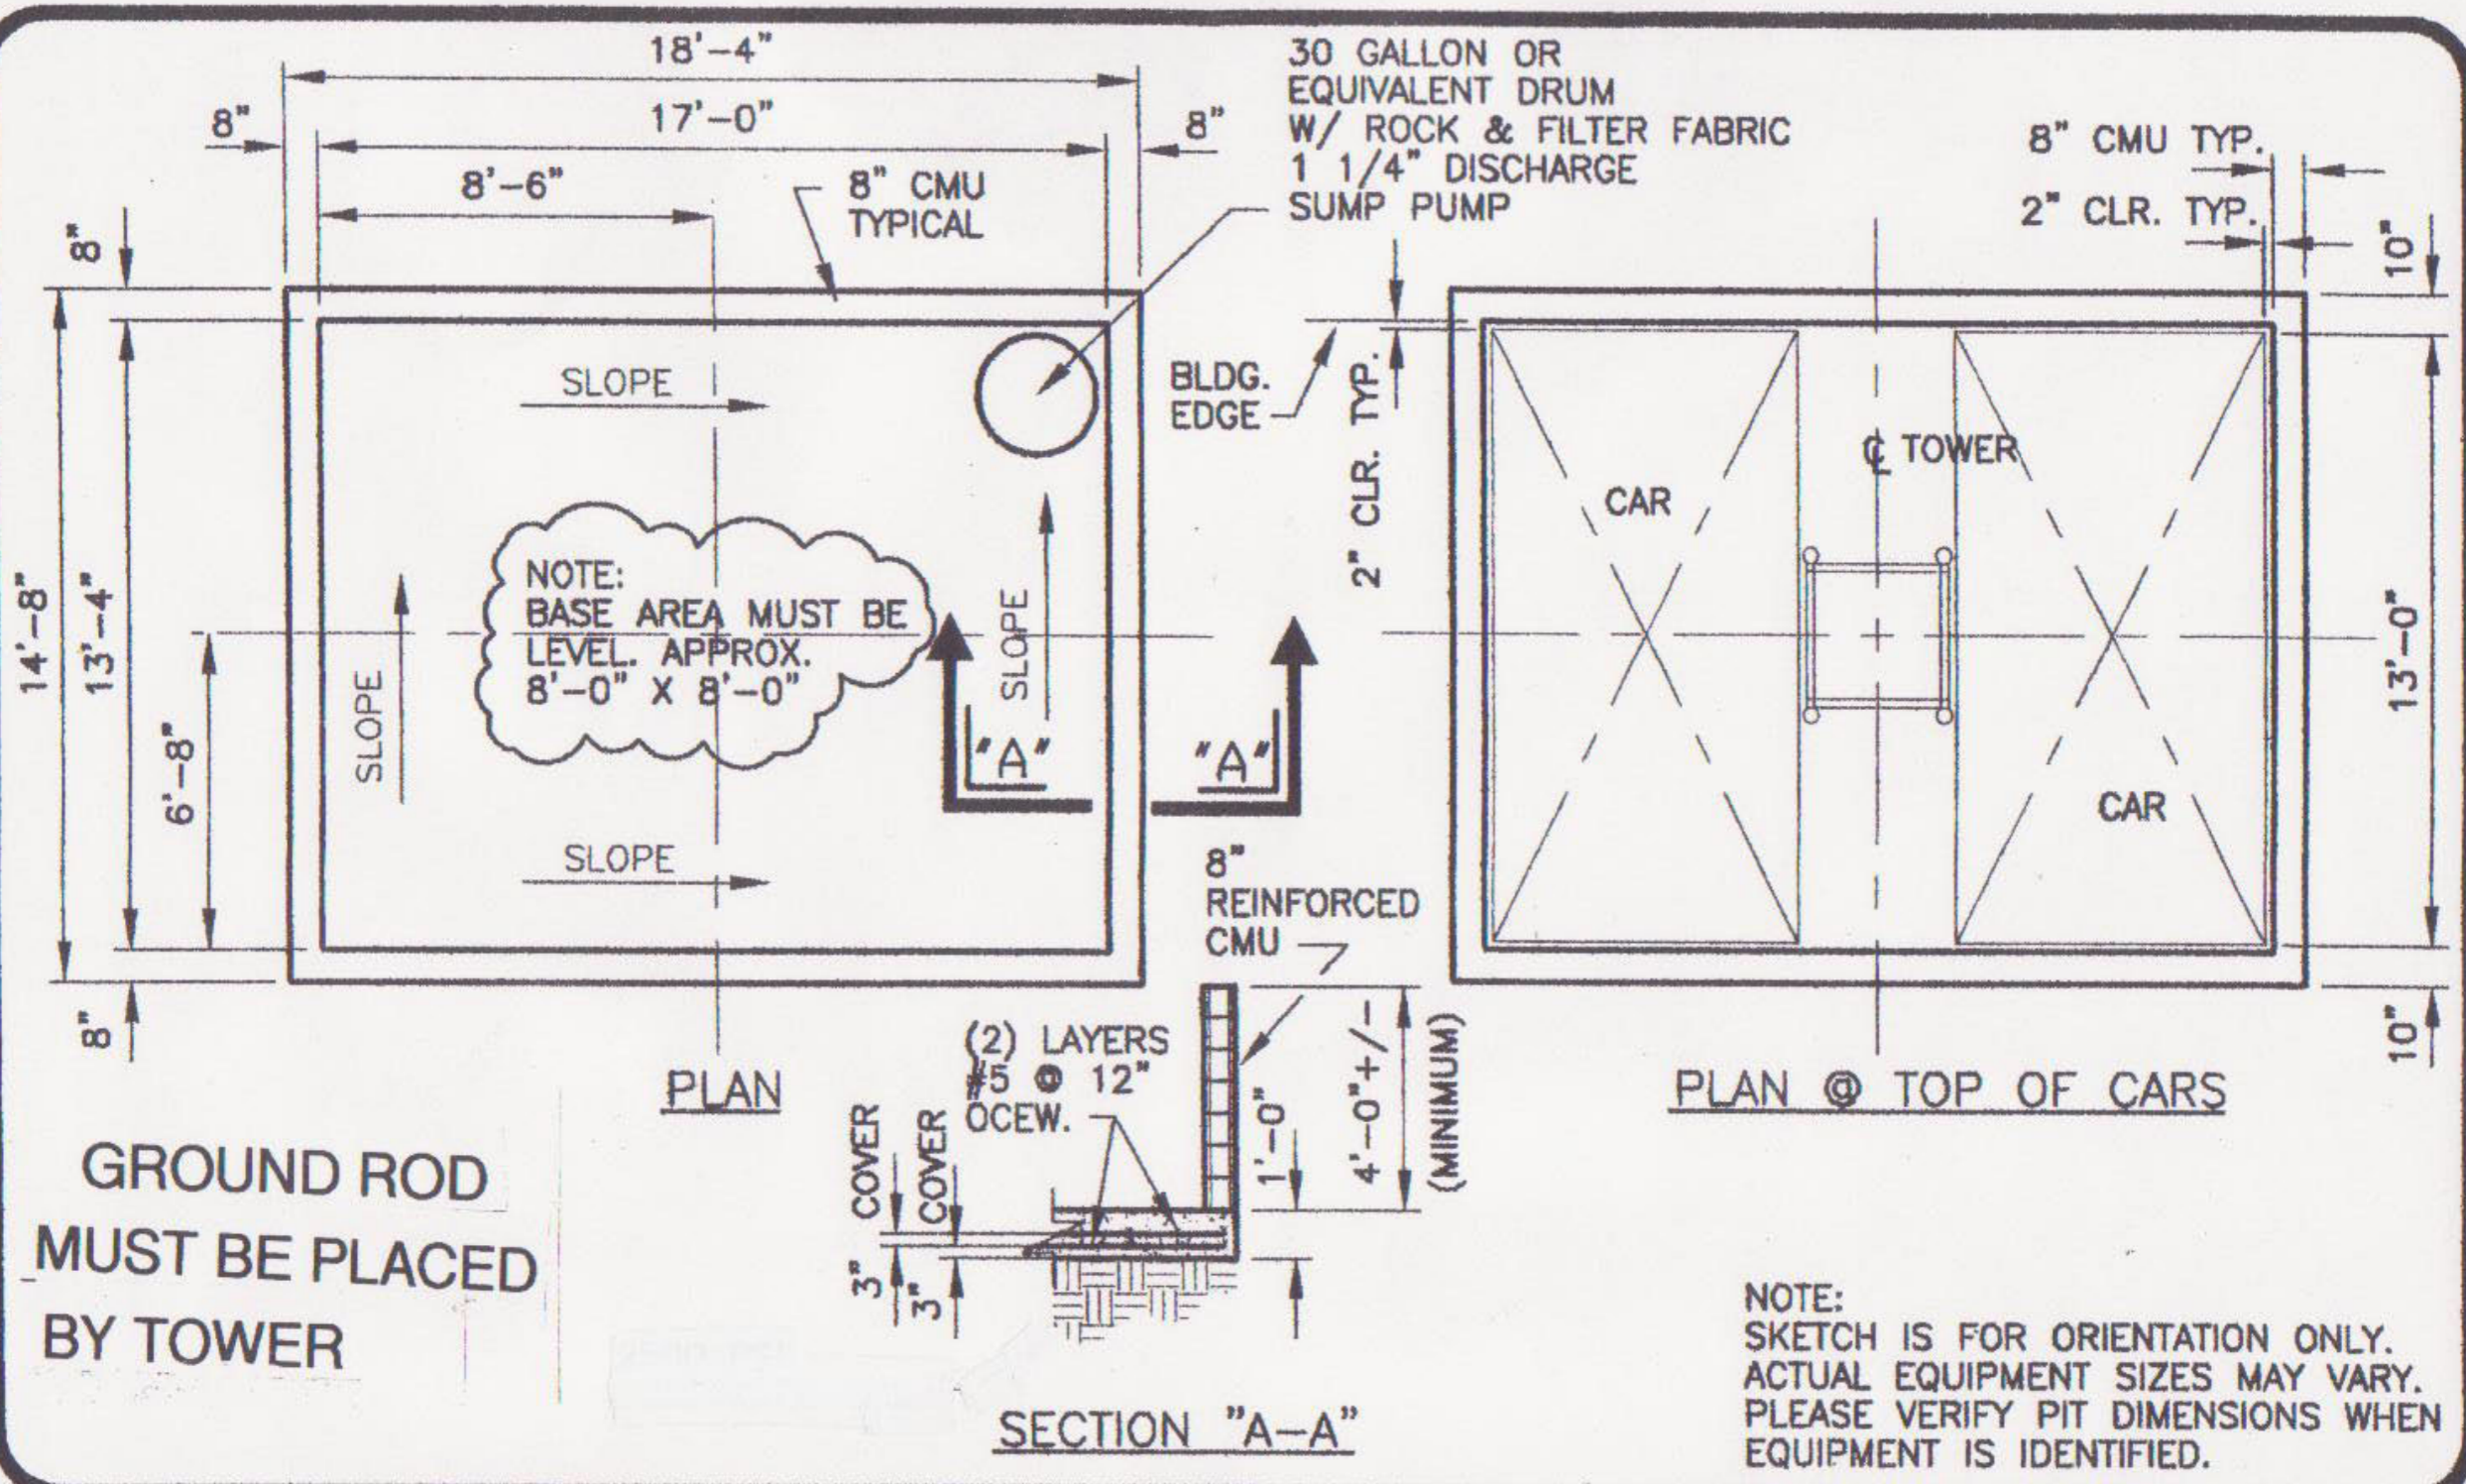 18'-4"
17'-0"
8"
8"
8'-6"
8" CMU
TYPICAL
30 GALLON OR
EQUIVALENT DRUM
W/ ROCK & FILTER FABRIC
1 1/4" DISCHARGE
SUMP PUMP
8"
14'-8"
13'-4"
6'-8"
8"
SLOPE
SLOPE
SLOPE
SLOPE
NOTE:
BASE AREA MUST BE
LEVEL. APPROX.
8'-0" X 8'-0"
"A"
"A"
PLAN
8" CMU TYP.
2" CLR. TYP.
10"
BLDG.
EDGE
2" CLR. TYP.
℄ TOWER
CAR
CAR
13'-0"
10"
PLAN @ TOP OF CARS
8"
REINFORCED
CMU
(2) LAYERS
#5 @ 12"
OCEW.
COVER
COVER
3"
3"
1'-0"
4'-0"+/-
(MINIMUM)
SECTION "A-A"
GROUND ROD
MUST BE PLACED
BY TOWER
NOTE:
SKETCH IS FOR ORIENTATION ONLY.
ACTUAL EQUIPMENT SIZES MAY VARY.
PLEASE VERIFY PIT DIMENSIONS WHEN
EQUIPMENT IS IDENTIFIED.